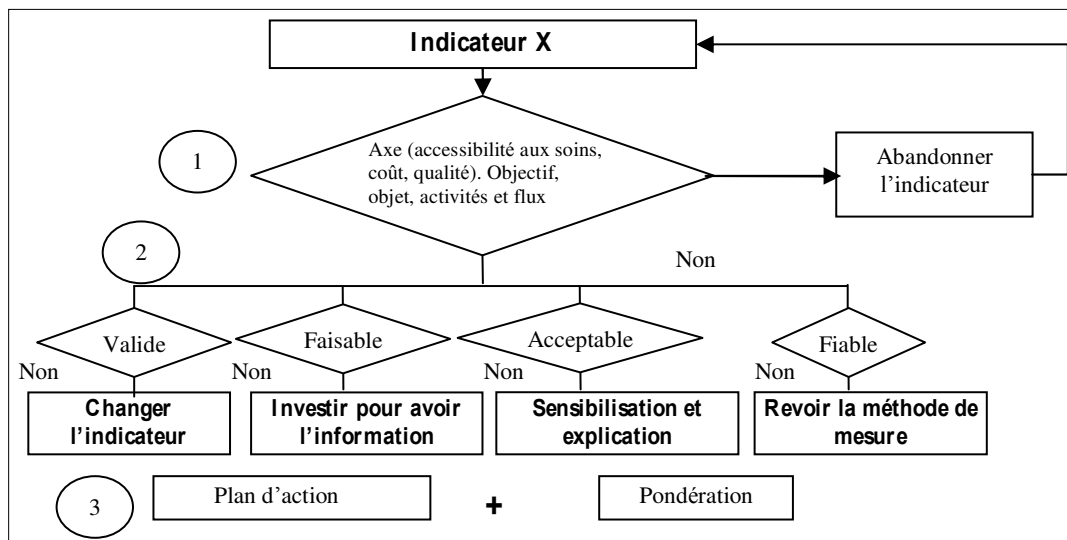 Indicateur X
1
Axe (accessibilité aux soins,
coût, qualité). Objectif,
objet, activités et flux
Abandonner
l’indicateur
2
Non
Valide
Faisable
Acceptable
Fiable
Non
Non
Non
Non
Changer
l’indicateur
Investir pour avoir
l’information
Sensibilisation et
explication
Revoir la méthode de
mesure
3
Plan d’action
+
Pondération